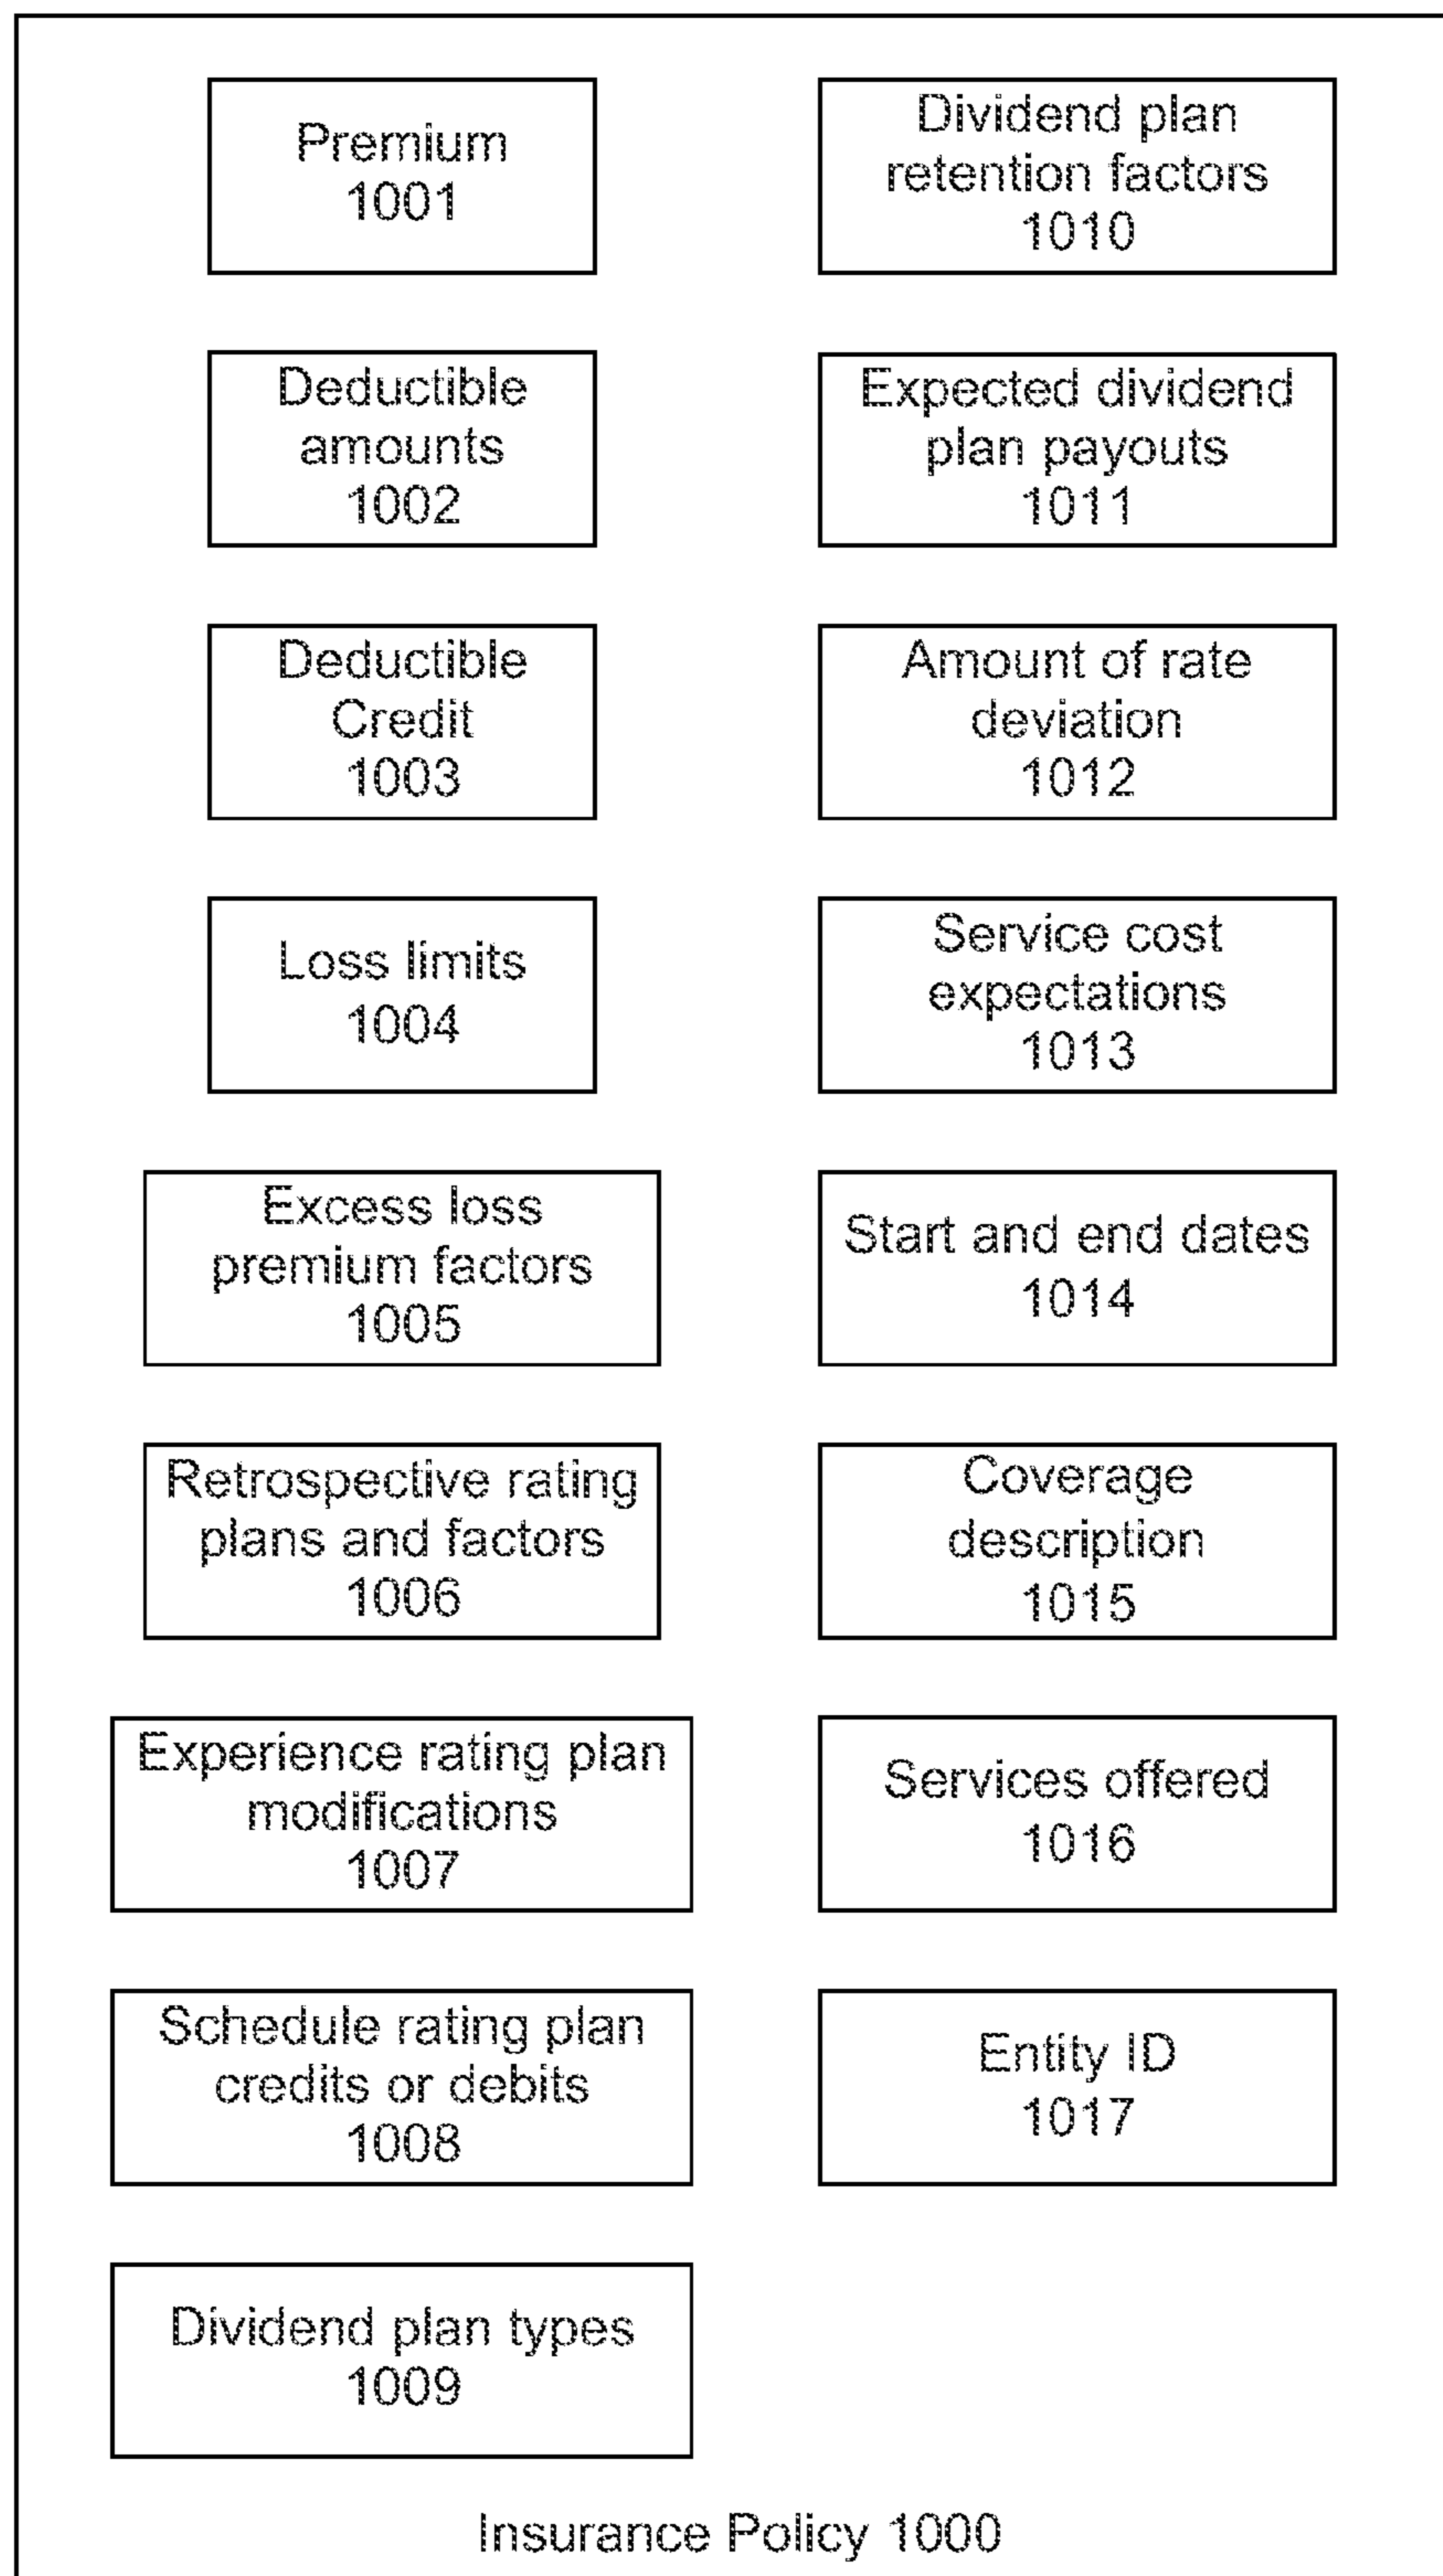 Premium
1001
Deductible
amounts
1002
Deductible
Credit
1003
Loss limits
1004
Excess loss
premium factors
1005
Retrospective rating
plans and factors
1006
Experience rating plan
modifications
1007
Schedule rating plan
credits or debits
1008
Dividend plan types
1009
Dividend plan
retention factors
1010
Expected dividend
plan payouts
1011
Amount of rate
deviation
1012
Service cost
expectations
1013
Start and end dates
1014
Coverage
description
1015
Services offered
1016
Entity ID
1017
Insurance Policy 1000